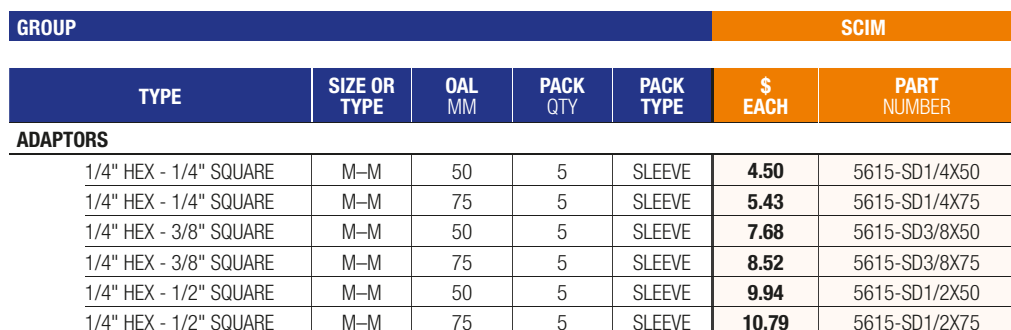 GROUP SCIM
TYPE SIZE OR TYPE OAL MM PACK QTY PACK TYPE $ EACH PART NUMBER
ADAPTORS
1/4" HEX - 1/4" SQUARE M–M 50 5 SLEEVE 4.50 5615-SD1/4X50
1/4" HEX - 1/4" SQUARE M–M 75 5 SLEEVE 5.43 5615-SD1/4X75
1/4" HEX - 3/8" SQUARE M–M 50 5 SLEEVE 7.68 5615-SD3/8X50
1/4" HEX - 3/8" SQUARE M–M 75 5 SLEEVE 8.52 5615-SD3/8X75
1/4" HEX - 1/2" SQUARE M–M 50 5 SLEEVE 9.94 5615-SD1/2X50
1/4" HEX - 1/2" SQUARE M–M 75 5 SLEEVE 10.79 5615-SD1/2X75